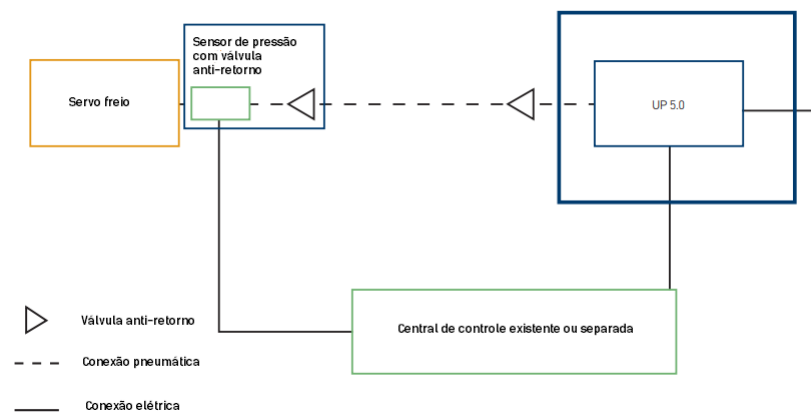 Sensor de pressão
com válvula
anti-retorno
Servo freio
UP 5.0
Central de controle existente ou separada
Válvula anti-retorno
Conexão pneumática
Conexão elétrica